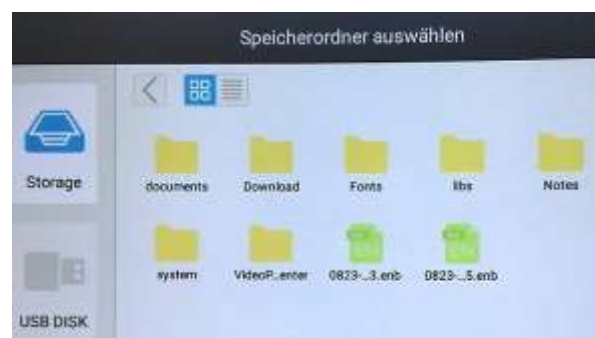 Speicherordner auswählen
Storage
documents Download Fonts libs Notes
system VideoP...enter 0823-...3.enb 0823-...5.enb
USB DISK